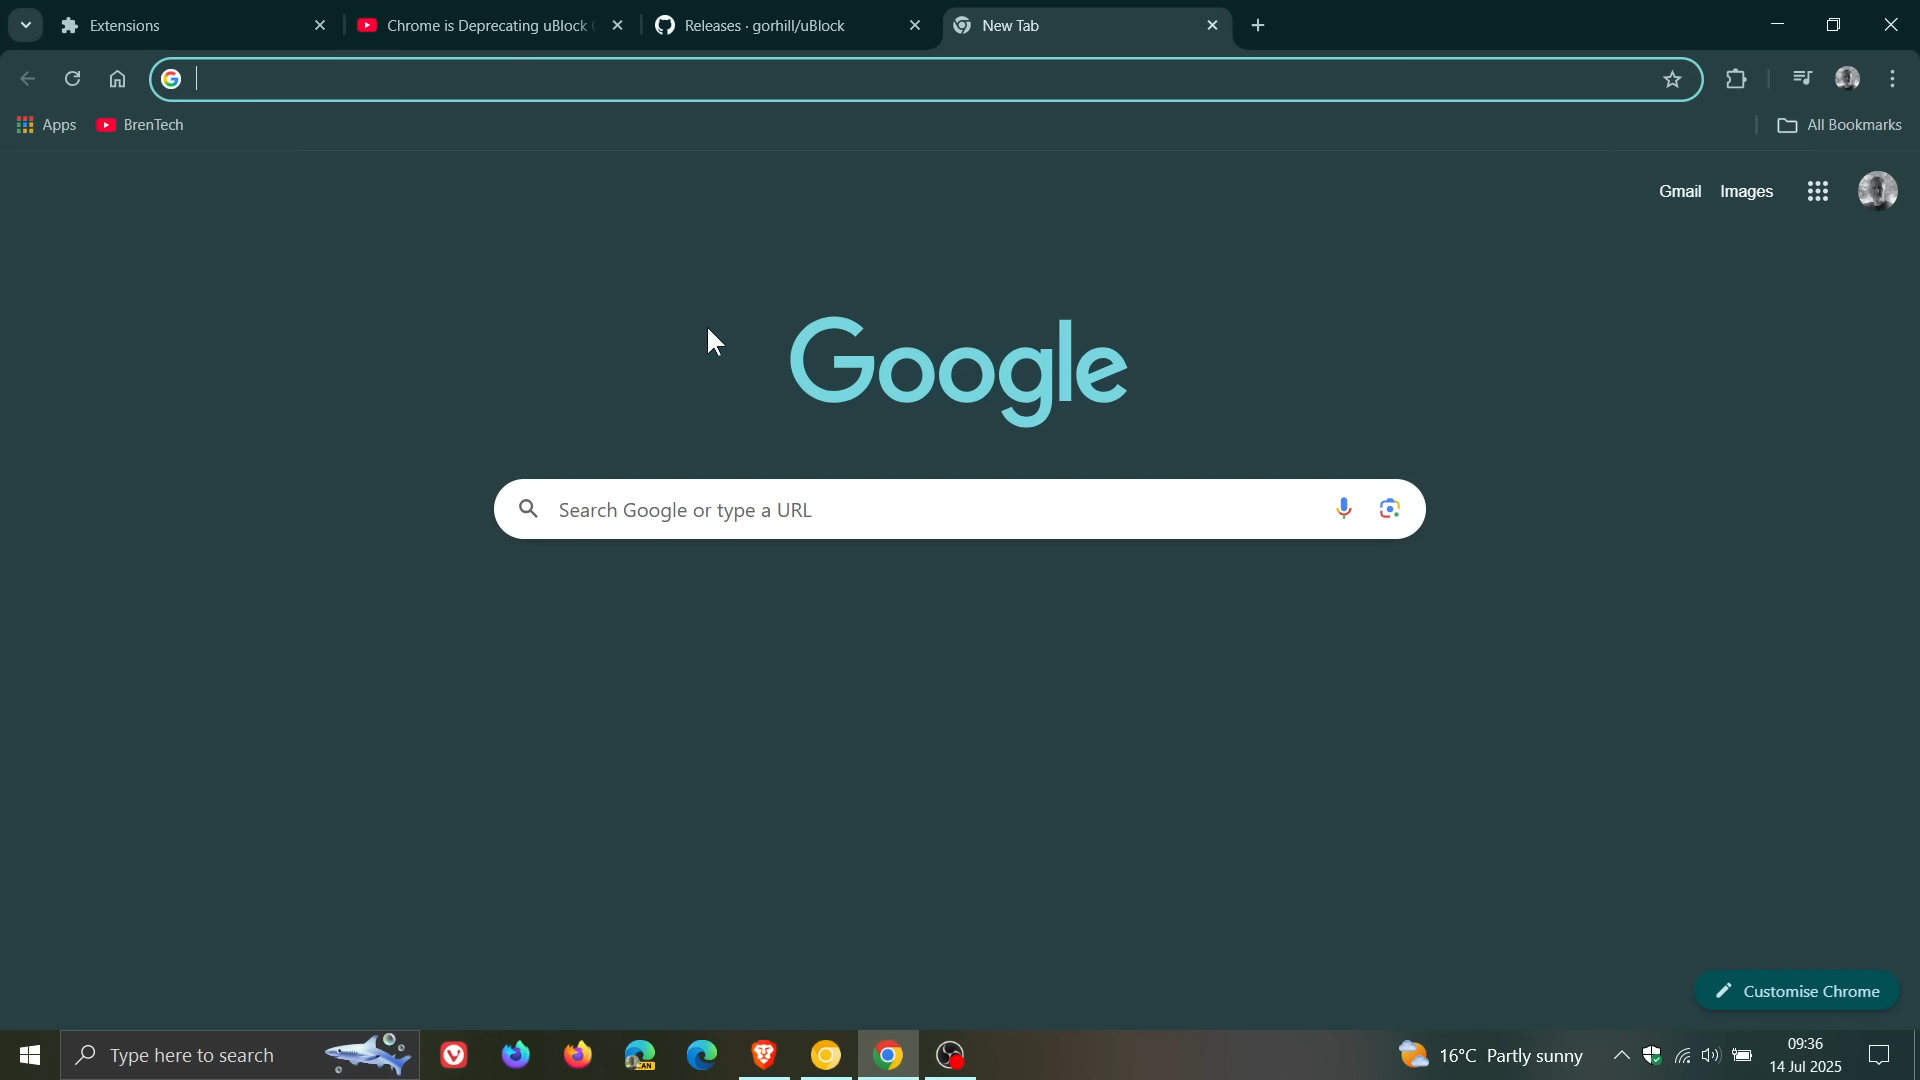 Extensions
Chrome is Deprecating uBlock
Releases · gorhill/uBlock
New Tab
Apps
BrenTech
All Bookmarks
Gmail
Images
Google
Search Google or type a URL
Customise Chrome
Type here to search
16°C Partly sunny
09:36
14 Jul 2025